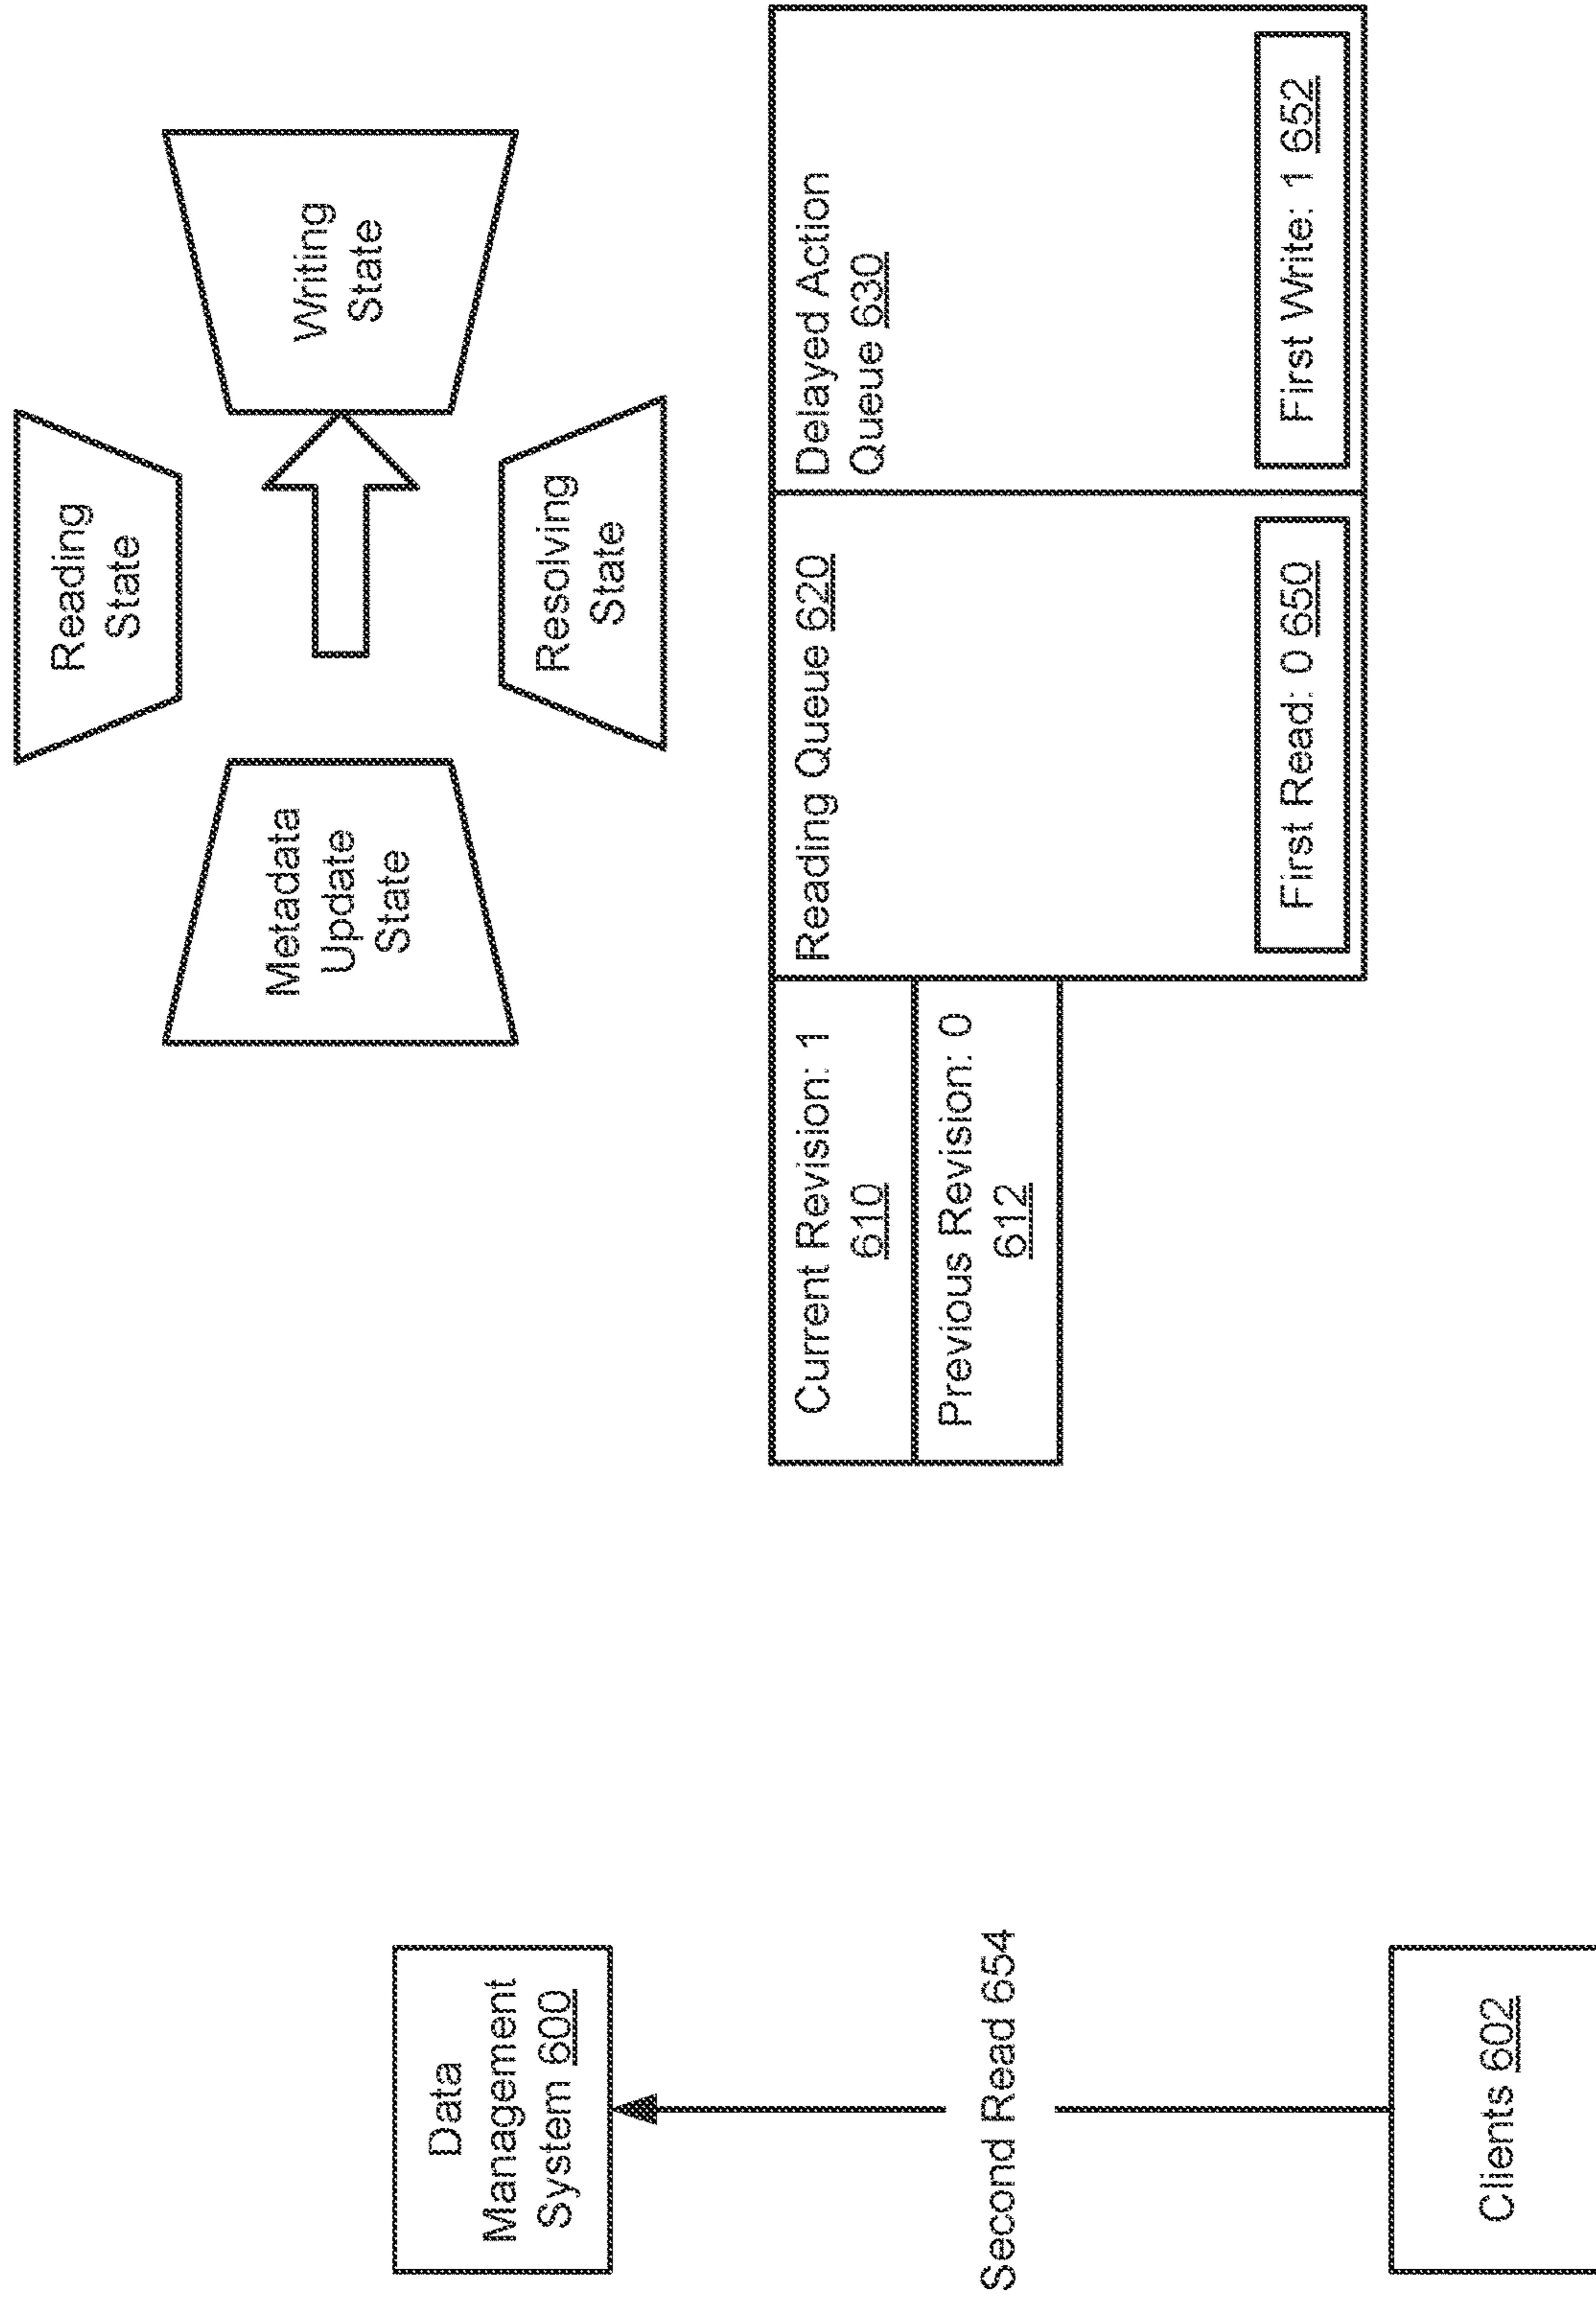 Data
Management
System 600
Second Read 654
Clients 602
Reading
State
Metadata
Update
State
Writing
State
Resolving
State
Current Revision: 1
610
Previous Revision: 0
612
Reading Queue 620
First Read: 0 650
Delayed Action
Queue 630
First Write: 1 652